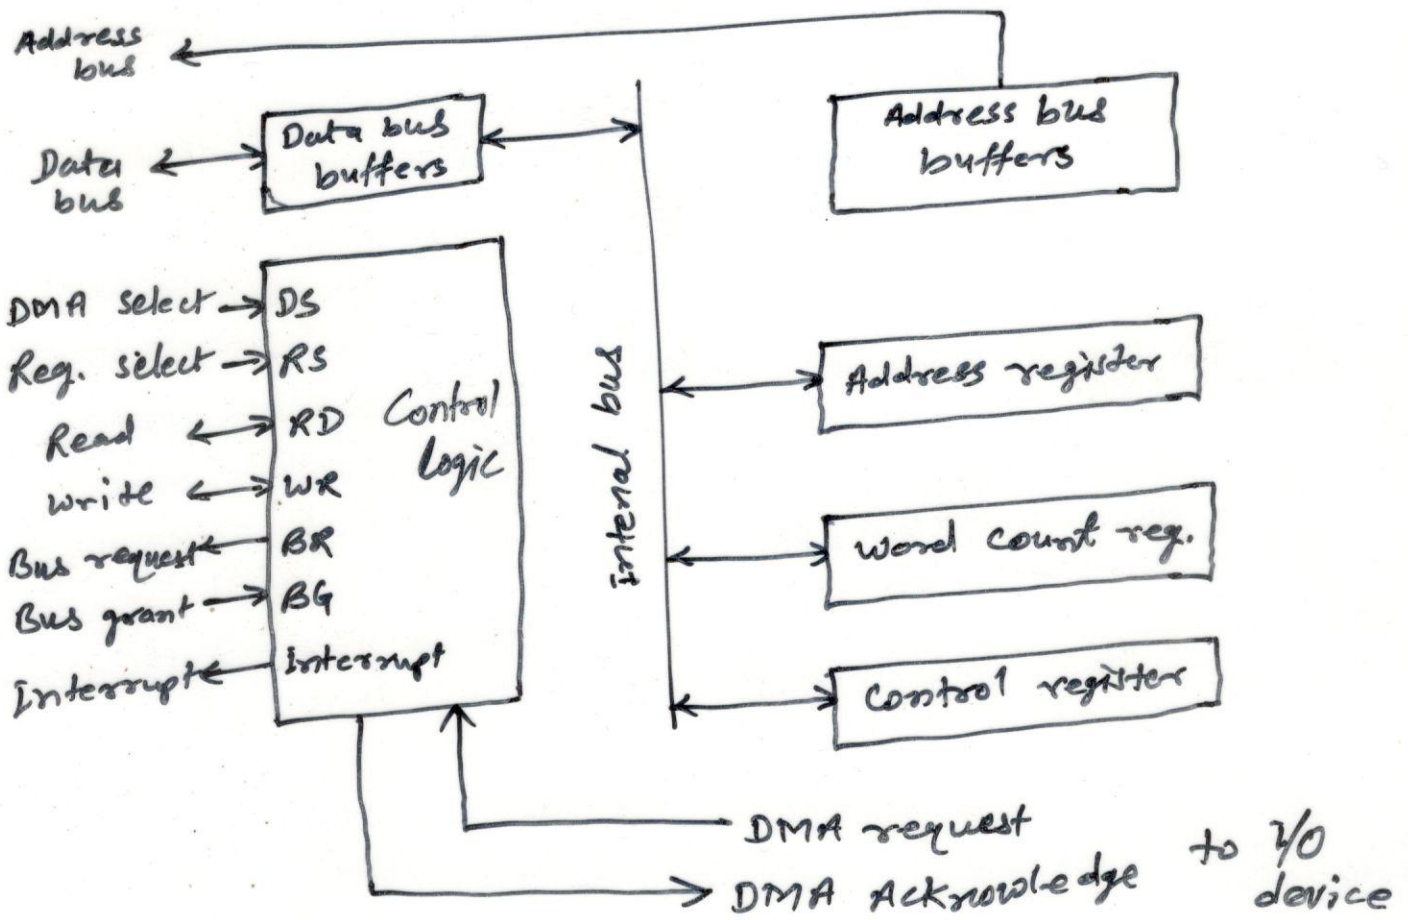 Address
bus
Address bus
buffers
Data bus
buffers
Data
bus
DMA select
DS
Reg. select
RS
Read
RD
Control
logic
write
WR
Bus request
BR
Bus grant
BG
Interrupt
Interrupt
Internal bus
Address register
word count reg.
Control register
DMA request
DMA Acknowledge
to I/O
device